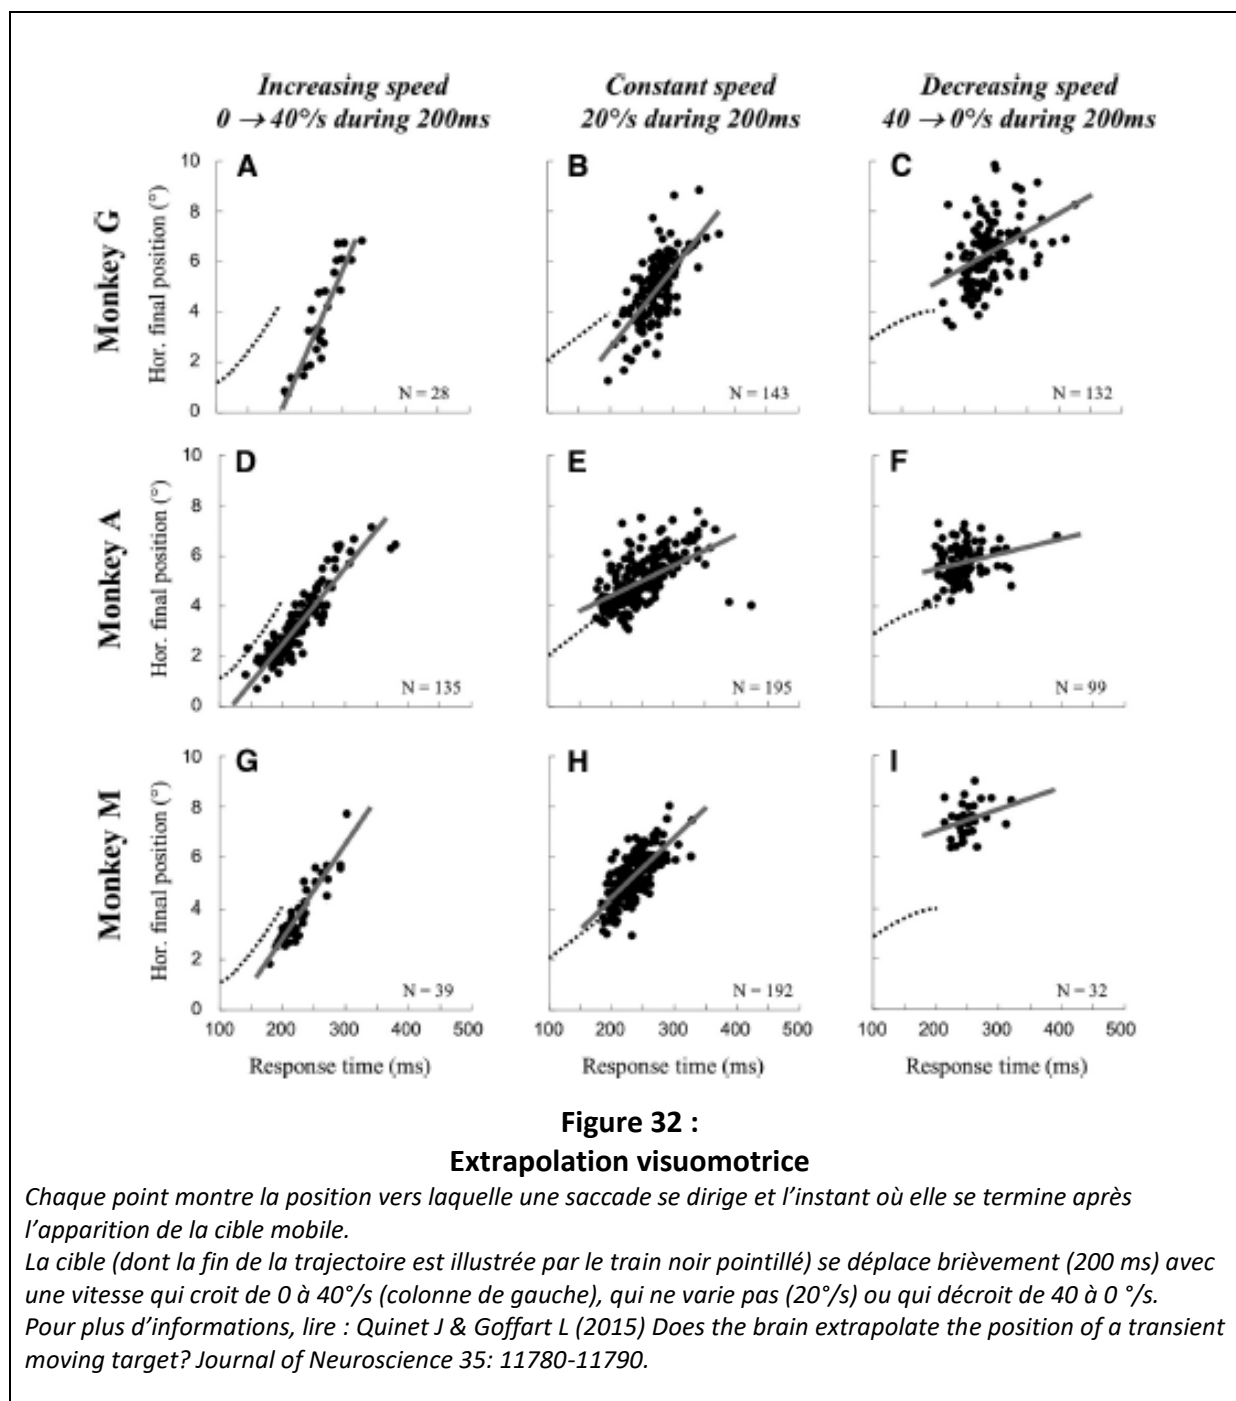 Increasing speed
0 → 40°/s during 200ms
Constant speed
20°/s during 200ms
Decreasing speed
40 → 0°/s during 200ms
Monkey G
Hor. final position (°)
10
8
6
4
2
0
A
N = 28
B
N = 143
C
N = 132
Monkey A
Hor. final position (°)
10
8
6
4
2
0
D
N = 135
E
N = 195
F
N = 99
Monkey M
Hor. final position (°)
10
8
6
4
2
0
G
N = 39
H
N = 192
I
N = 32
100 200 300 400 500
100 200 300 400 500
100 200 300 400 500
Response time (ms)
Response time (ms)
Response time (ms)
Figure 32 :
Extrapolation visuomotrice
Chaque point montre la position vers laquelle une saccade se dirige et l’instant où elle se termine après
l’apparition de la cible mobile.
La cible (dont la fin de la trajectoire est illustrée par le train noir pointillé) se déplace brièvement (200 ms) avec
une vitesse qui croit de 0 à 40°/s (colonne de gauche), qui ne varie pas (20°/s) ou qui décroit de 40 à 0 °/s.
Pour plus d’informations, lire : Quinet J & Goffart L (2015) Does the brain extrapolate the position of a transient
moving target? Journal of Neuroscience 35: 11780-11790.